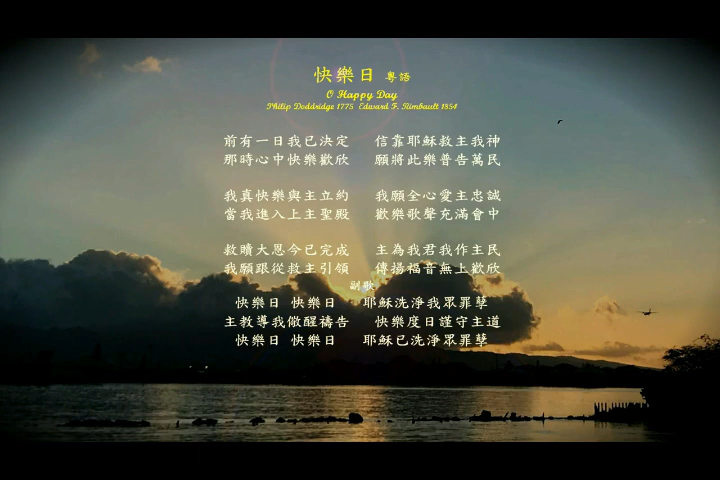 快樂日 粵語
O Happy Day
Philip Doddridge 1775 Edward F. Rimbault 1854
前有一日我已決定 信靠耶穌救主我神
那時心中快樂歡欣 願將此樂普告萬民
我真快樂與主立約 我願全心愛主忠誠
當我進入上主聖殿 歡樂歌聲充滿會中
救贖大恩今已完成 主為我君我作主民
我願跟從救主引領 傳揚福音無上歡欣
副歌
快樂日 快樂日 耶穌洗淨我眾罪孽
主教導我儆醒禱告 快樂度日謹守主道
快樂日 快樂日 耶穌已洗淨眾罪孽